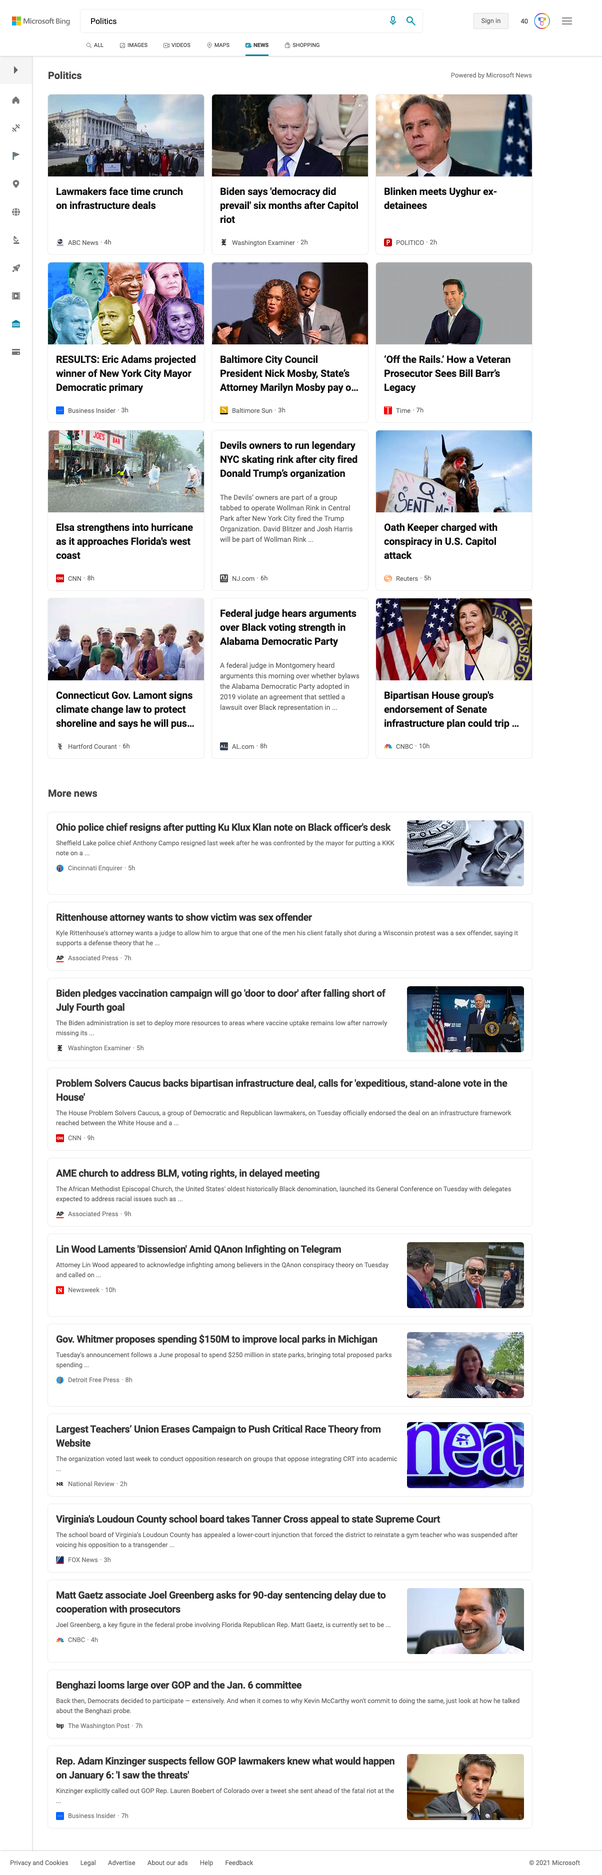 Microsoft Bing
Politics
Sign in
40
ALL
IMAGES
VIDEOS
MAPS
NEWS
SHOPPING
Politics
Powered by Microsoft News
Lawmakers face time crunch
on infrastructure deals
ABC News · 4h
Biden says 'democracy did
prevail' six months after Capitol
riot
Washington Examiner · 2h
Blinken meets Uyghur ex-
detainees
POLITICO · 2h
RESULTS: Eric Adams projected
winner of New York City Mayor
Democratic primary
Business Insider · 3h
Baltimore City Council
President Nick Mosby, State's
Attorney Marilyn Mosby pay o...
Baltimore Sun · 3h
'Off the Rails.' How a Veteran
Prosecutor Sees Bill Barr's
Legacy
Time · 7h
JOE'S BAR
Elsa strengthens into hurricane
as it approaches Florida's west
coast
CNN · 8h
Devils owners to run legendary
NYC skating rink after city fired
Donald Trump's organization
The Devils' owners are part of a group
tabbed to operate Wollman Rink in Central
Park after New York City fired the Trump
Organization. David Blitzer and Josh Harris
will be part of Wollman Rink ...
NJ.com · 6h
Q
SENT ME!
Oath Keeper charged with
conspiracy in U.S. Capitol
attack
Reuters · 5h
Connecticut Gov. Lamont signs
climate change law to protect
shoreline and says he will pus...
Hartford Courant · 6h
Federal judge hears arguments
over Black voting strength in
Alabama Democratic Party
A federal judge in Montgomery heard
arguments this morning over whether bylaws
the Alabama Democratic Party adopted in
2019 violate an agreement that settled a
lawsuit over Black representation in ...
AL.com · 8h
Bipartisan House group's
endorsement of Senate
infrastructure plan could trip ...
CNBC · 10h
More news
Ohio police chief resigns after putting Ku Klux Klan note on Black officer's desk
Sheffield Lake police chief Anthony Campo resigned last week after he was confronted by the mayor for putting a KKK
note on a ...
Cincinnati Enquirer · 5h
POLICE
Rittenhouse attorney wants to show victim was sex offender
Kyle Rittenhouse's attorney wants a judge to allow him to argue that one of the men his client fatally shot during a Wisconsin protest was a sex offender, saying it
supports a defense theory that he ...
AP Associated Press · 7h
Biden pledges vaccination campaign will go 'door to door' after falling short of
July Fourth goal
The Biden administration is set to deploy more resources to areas where vaccine uptake remains low after narrowly
missing its ...
Washington Examiner · 5h
Problem Solvers Caucus backs bipartisan infrastructure deal, calls for 'expeditious, stand-alone vote in the
House'
The House Problem Solvers Caucus, a group of Democratic and Republican lawmakers, on Tuesday officially endorsed the deal on an infrastructure framework
reached between the White House and a ...
CNN · 9h
AME church to address BLM, voting rights, in delayed meeting
The African Methodist Episcopal Church, the United States' oldest historically Black denomination, launched its General Conference on Tuesday with delegates
expected to address racial issues such as ...
AP Associated Press · 9h
Lin Wood Laments 'Dissension' Amid QAnon Infighting on Telegram
Attorney Lin Wood appeared to acknowledge infighting among believers in the QAnon conspiracy theory on Tuesday
and called on ...
N Newsweek · 10h
Gov. Whitmer proposes spending $150M to improve local parks in Michigan
Tuesday's announcement follows a June proposal to spend $250 million in state parks, bringing total proposed parks
spending ...
Detroit Free Press · 8h
Largest Teachers' Union Erases Campaign to Push Critical Race Theory from
Website
The organization voted last week to conduct opposition research on groups that oppose integrating CRT into academic
...
NR National Review · 2h
nea
Virginia's Loudoun County school board takes Tanner Cross appeal to state Supreme Court
The school board of Virginia's Loudoun County has appealed a lower-court injunction that forced the district to reinstate a gym teacher who was suspended after
voicing his opposition to a transgender ...
FOX News · 3h
Matt Gaetz associate Joel Greenberg asks for 90-day sentencing delay due to
cooperation with prosecutors
Joel Greenberg, a key figure in the federal probe involving Florida Republican Rep. Matt Gaetz, is currently set to be ...
CNBC · 4h
Benghazi looms large over GOP and the Jan. 6 committee
Back then, Democrats decided to participate — extensively. And when it comes to why Kevin McCarthy won't commit to doing the same, just look at how he talked
about the Benghazi probe.
wp The Washington Post · 7h
Rep. Adam Kinzinger suspects fellow GOP lawmakers knew what would happen
on January 6: 'I saw the threats'
Kinzinger explicitly called out GOP Rep. Lauren Boebert of Colorado over a tweet she sent ahead of the fatal riot at the
...
Business Insider · 7h
Privacy and Cookies
Legal
Advertise
About our ads
Help
Feedback
© 2021 Microsoft